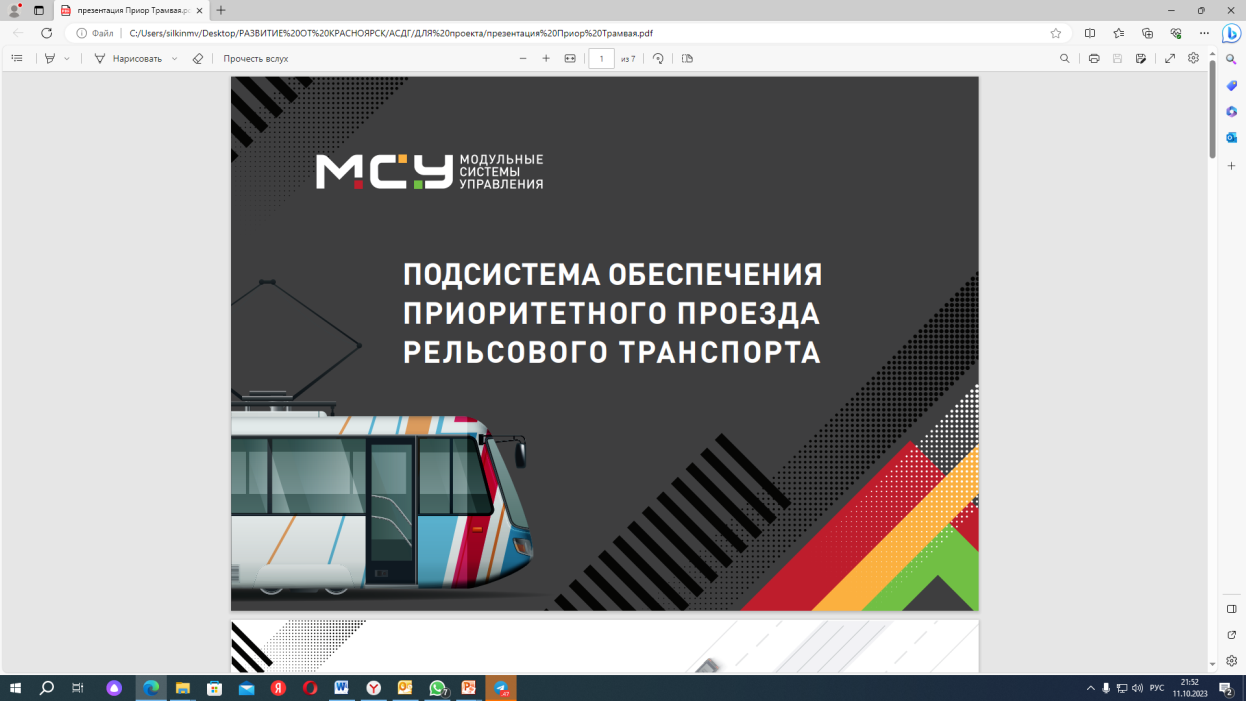 презентация Приор Трамвая.pd
Файл
C:/Users/silkinmv/Desktop/РАЗВИТИЕ%20ОТ%20КРАСНОЯРСК/АСДГ/ДЛЯ%20проекта/презентация%20Приор%20Трамвая.pdf
Нарисовать
Прочесть вслух
1
из 7
МСУ
МОДУЛЬНЫЕ
СИСТЕМЫ
УПРАВЛЕНИЯ
ПОДСИСТЕМА ОБЕСПЕЧЕНИЯ
ПРИОРИТЕТНОГО ПРОЕЗДА
РЕЛЬСОВОГО ТРАНСПОРТА
РУС
21:52
11.10.2023